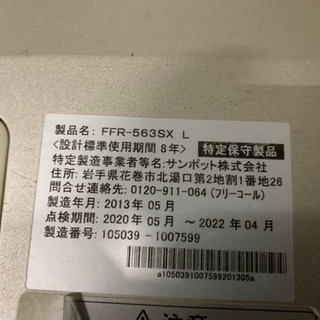 製品名: FFR-563SX L
<設計標準使用期間 8年> 特定保守製品
特定製造事業者等名: サンポット株式会社
住所: 岩手県花巻市北湯口第2地割1番地26
問合せ連絡先: 0120-911-064 (フリーコール)
製造年月: 2013年 05月
点検期間: 2020年 05月 ～ 2022年 04月
製造番号: 105039 - 1007599
a1050391007599201305a
注意